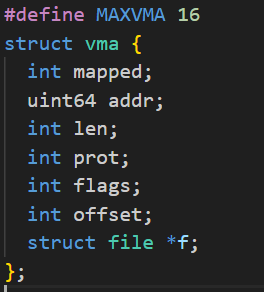 #define MAXVMA 16
struct vma {
  int mapped;
  uint64 addr;
  int len;
  int prot;
  int flags;
  int offset;
  struct file *f;
};